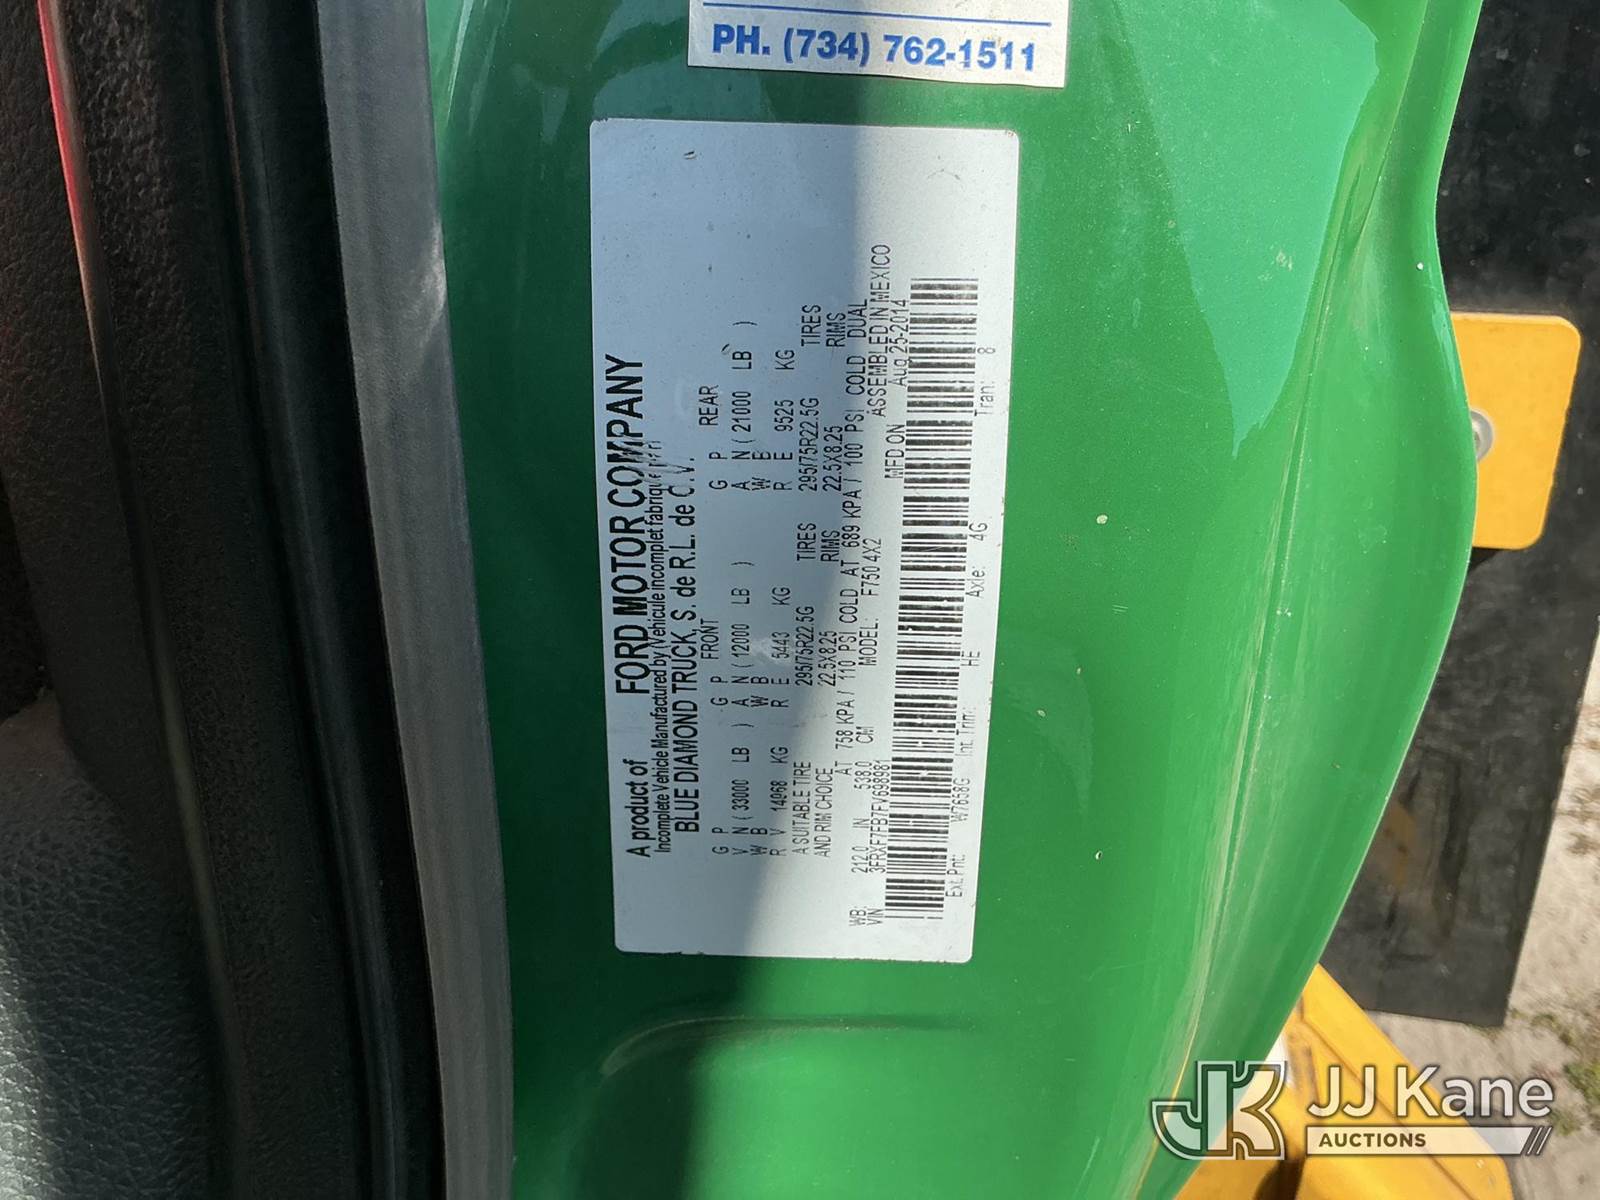 PH. (734) 762-1511
A product of FORD MOTOR COMPANY
Incomplete Vehicle Manufactured by (Vehicule incomplet fabriqué
BLUE DIAMOND TRUCK, S. de R.L. de C.V.
FRONT REAR
G P G P G P
V N ( 33000 LB ) A N ( 12000 LB ) A N ( 21000 LB )
W B W B W B
R V 14968 KG R E 5443 KG R E 9525 KG
A SUITABLE TIRE 295/75R22.5G TIRES 295/75R22.5G TIRES
AND RIM CHOICE 22.5X8.25 RIMS 22.5X8.25 RIMS
AT 758 KPA / 110 PSI COLD AT 689 KPA / 100 PSI COLD DUAL
WB: 212.0 IN 538.0 CM MODEL: F750 4X2 ASSEMBLED IN MEXICO
VIN 3FRXF7FB7FV698981 MFD ON Aug 25-2014
Ext. Pnt: W7658G Int. Trim: HE Axle: 4G Tran: 8
JK JJ Kane
AUCTIONS